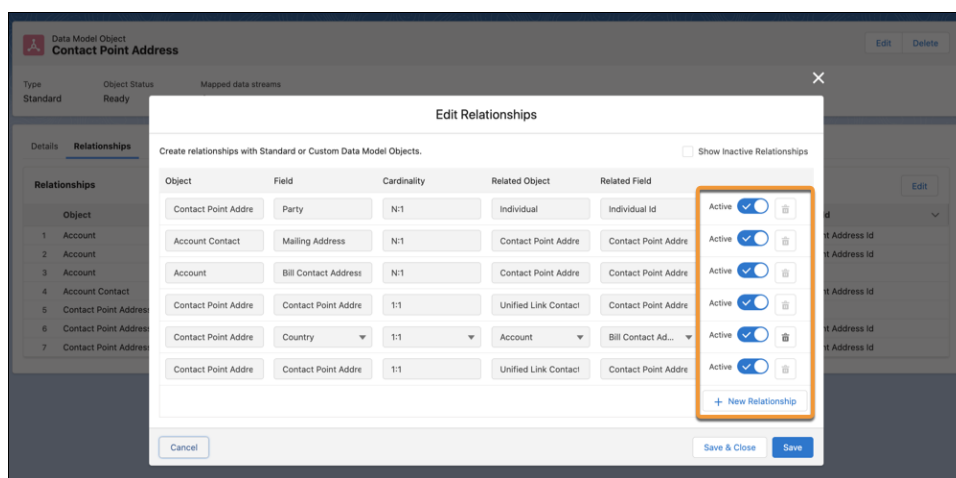 Data Model Object
Contact Point Address
Edit Delete
Type Object Status Mapped data streams
Standard Ready
Edit Relationships
Details Relationships
Create relationships with Standard or Custom Data Model Objects. Show Inactive Relationships
Relationships Edit
Object Field Cardinality Related Object Related Field
Contact Point Addre Party N:1 Individual Individual Id Active
Account Contact Mailing Address N:1 Contact Point Addre Contact Point Addre Active
Account Bill Contact Address N:1 Contact Point Addre Contact Point Addre Active
Contact Point Addre Contact Point Addre 1:1 Unified Link Contact Contact Point Addre Active
Contact Point Addre Country 1:1 Account Bill Contact Ad... Active
Contact Point Addre Contact Point Addre 1:1 Unified Link Contact Contact Point Addre Active
+ New Relationship
Cancel Save & Close Save
Object d
1 Account nt Address Id
2 Account nt Address Id
3 Account
4 Account Contact nt Address Id
5 Contact Point Address
6 Contact Point Address nt Address Id
7 Contact Point Address nt Address Id